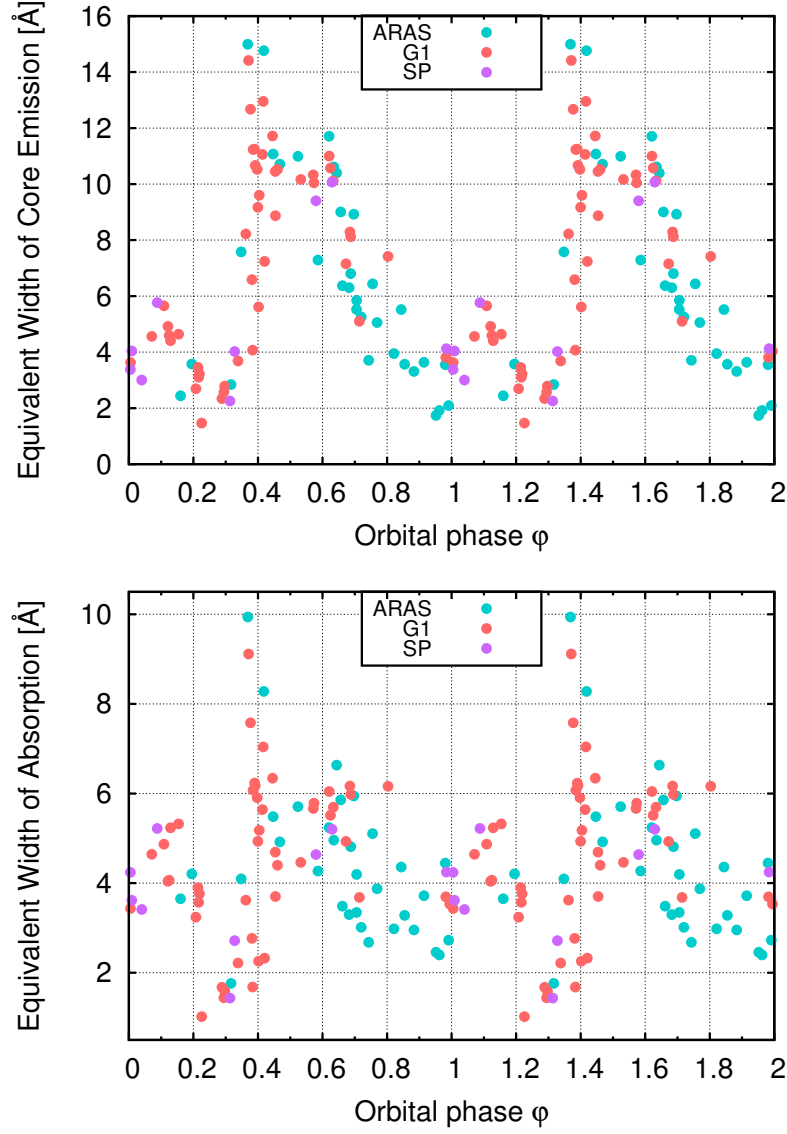 Equivalent Width of Core Emission [Å]
16
14
12
10
8
6
4
2
0
ARAS
G1
SP
0 0.2 0.4 0.6 0.8 1 1.2 1.4 1.6 1.8 2
Orbital phase φ
Equivalent Width of Absorption [Å]
10
8
6
4
2
ARAS
G1
SP
0 0.2 0.4 0.6 0.8 1 1.2 1.4 1.6 1.8 2
Orbital phase φ